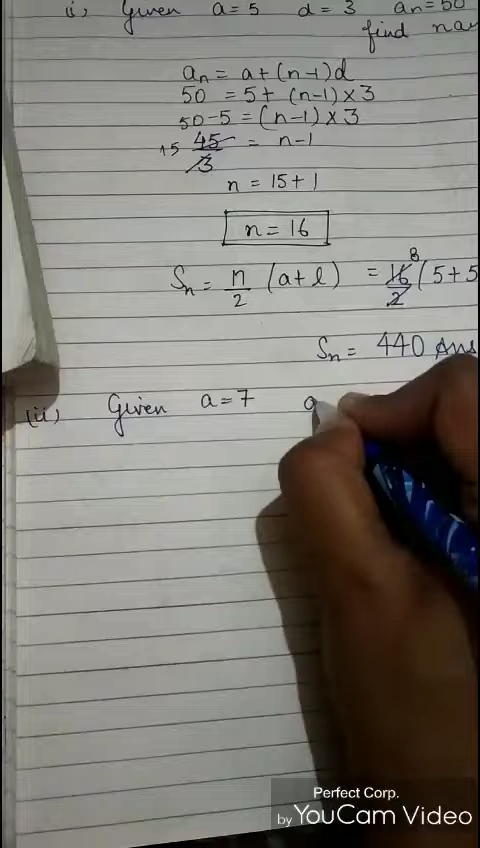 (i) Given a = 5 d = 3 an = 50
find n
an = a + (n-1)d
50 = 5 + (n-1) × 3
50-5 = (n-1) × 3
15 45/3 = n-1
n = 15 + 1
n = 16
Sn = n/2 (a+l) = 16/2 8 (5+5
Sn = 440 Ans
(ii) Given a = 7 a
Perfect Corp.
by YouCam Video